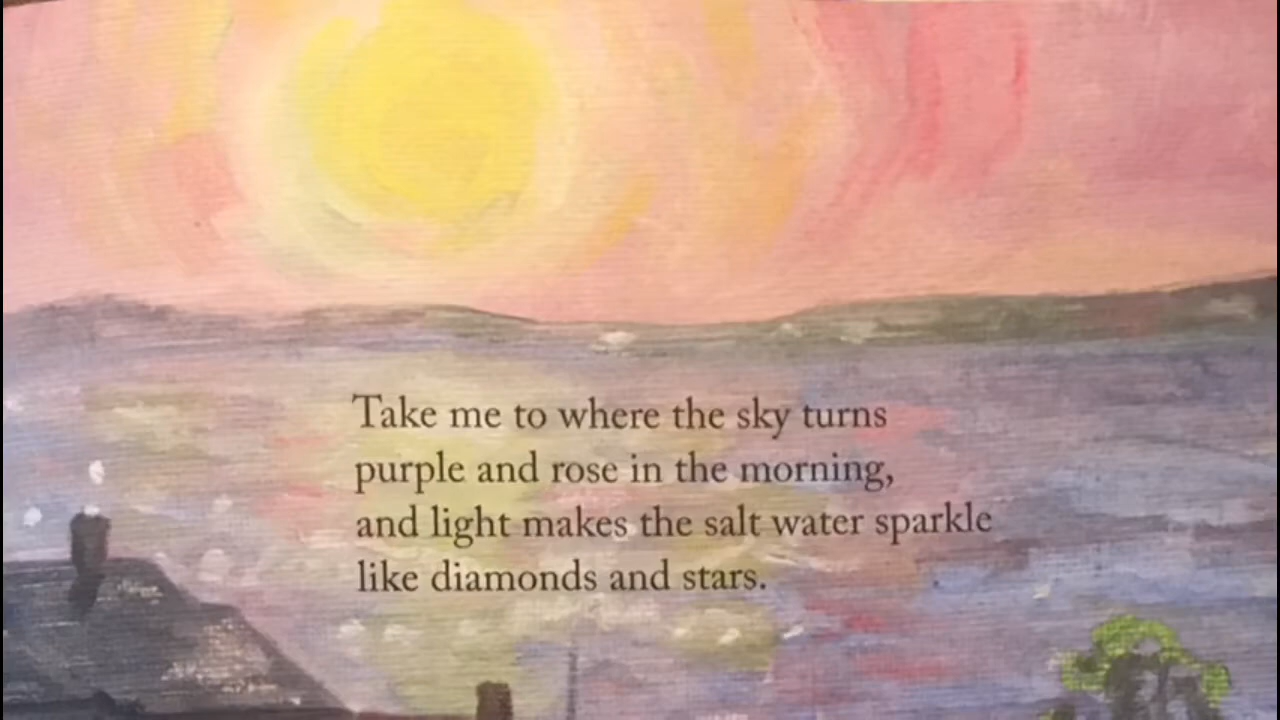 Take me to where the sky turns
purple and rose in the morning,
and light makes the salt water sparkle
like diamonds and stars.